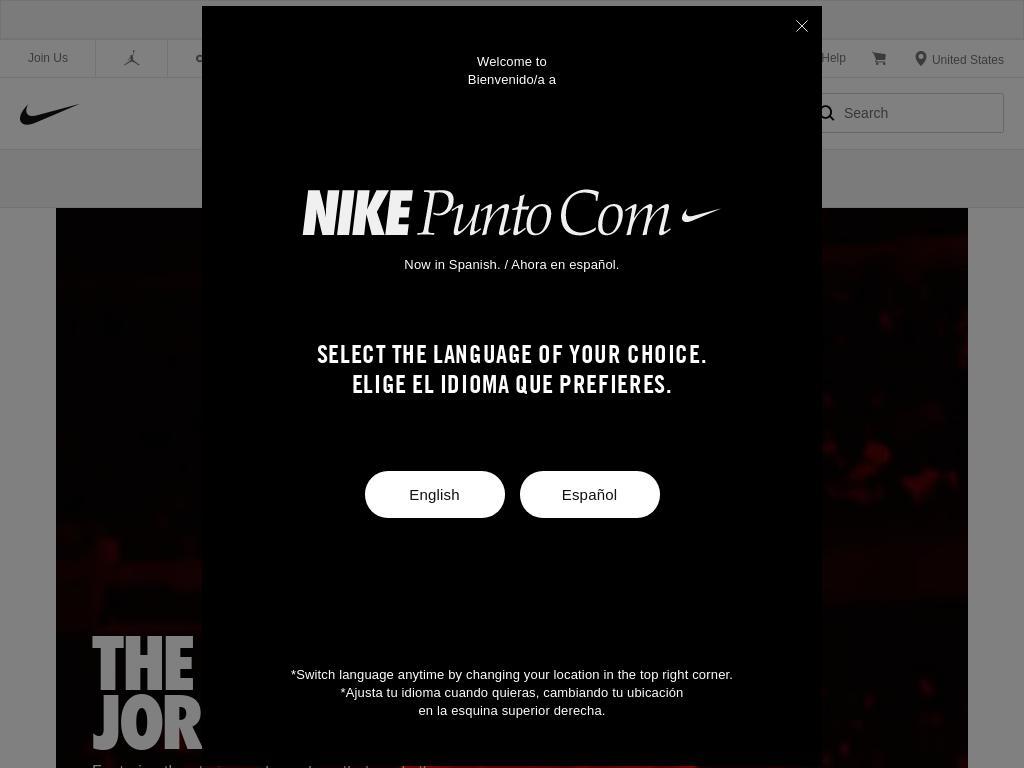 Join Us
Help
United States
Search
Welcome to
Bienvenido/a a
NIKE Punto Com
Now in Spanish. / Ahora en español.
SELECT THE LANGUAGE OF YOUR CHOICE.
ELIGE EL IDIOMA QUE PREFIERES.
English
Español
THE
JOR
*Switch language anytime by changing your location in the top right corner.
*Ajusta tu idioma cuando quieras, cambiando tu ubicación
en la esquina superior derecha.